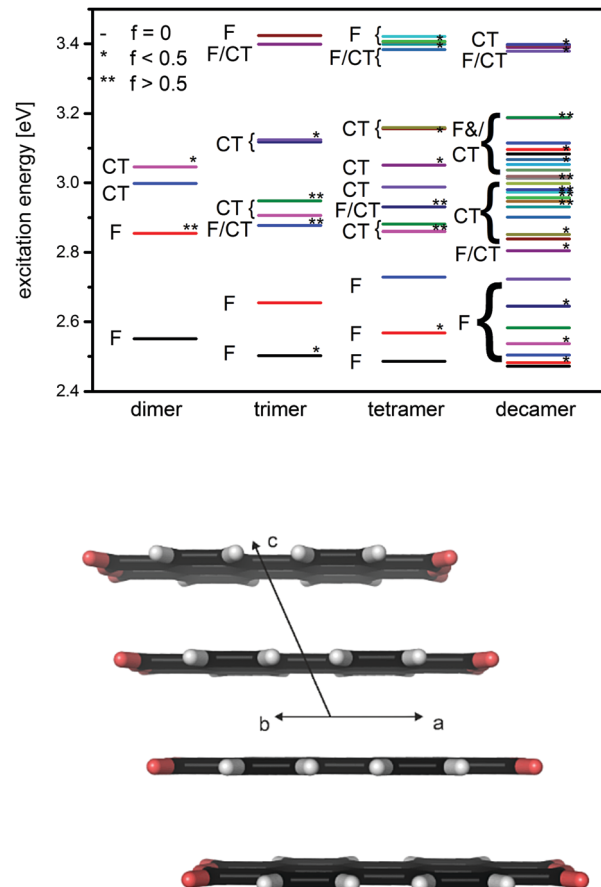 excitation energy [eV]
3.4
3.2
3.0
2.8
2.6
2.4
- f = 0
* f < 0.5
** f > 0.5
CT *
CT
F **
F
F
F/CT
CT { *
CT { **
F/CT **
F
F *
F { *
F/CT {
CT { *
CT *
CT
F/CT **
CT { **
F
F *
F
CT *
F/CT *
F&/ { **
CT * * **
CT { ** ** *
F/CT *
F { * * *
dimer trimer tetramer decamer
c
b a